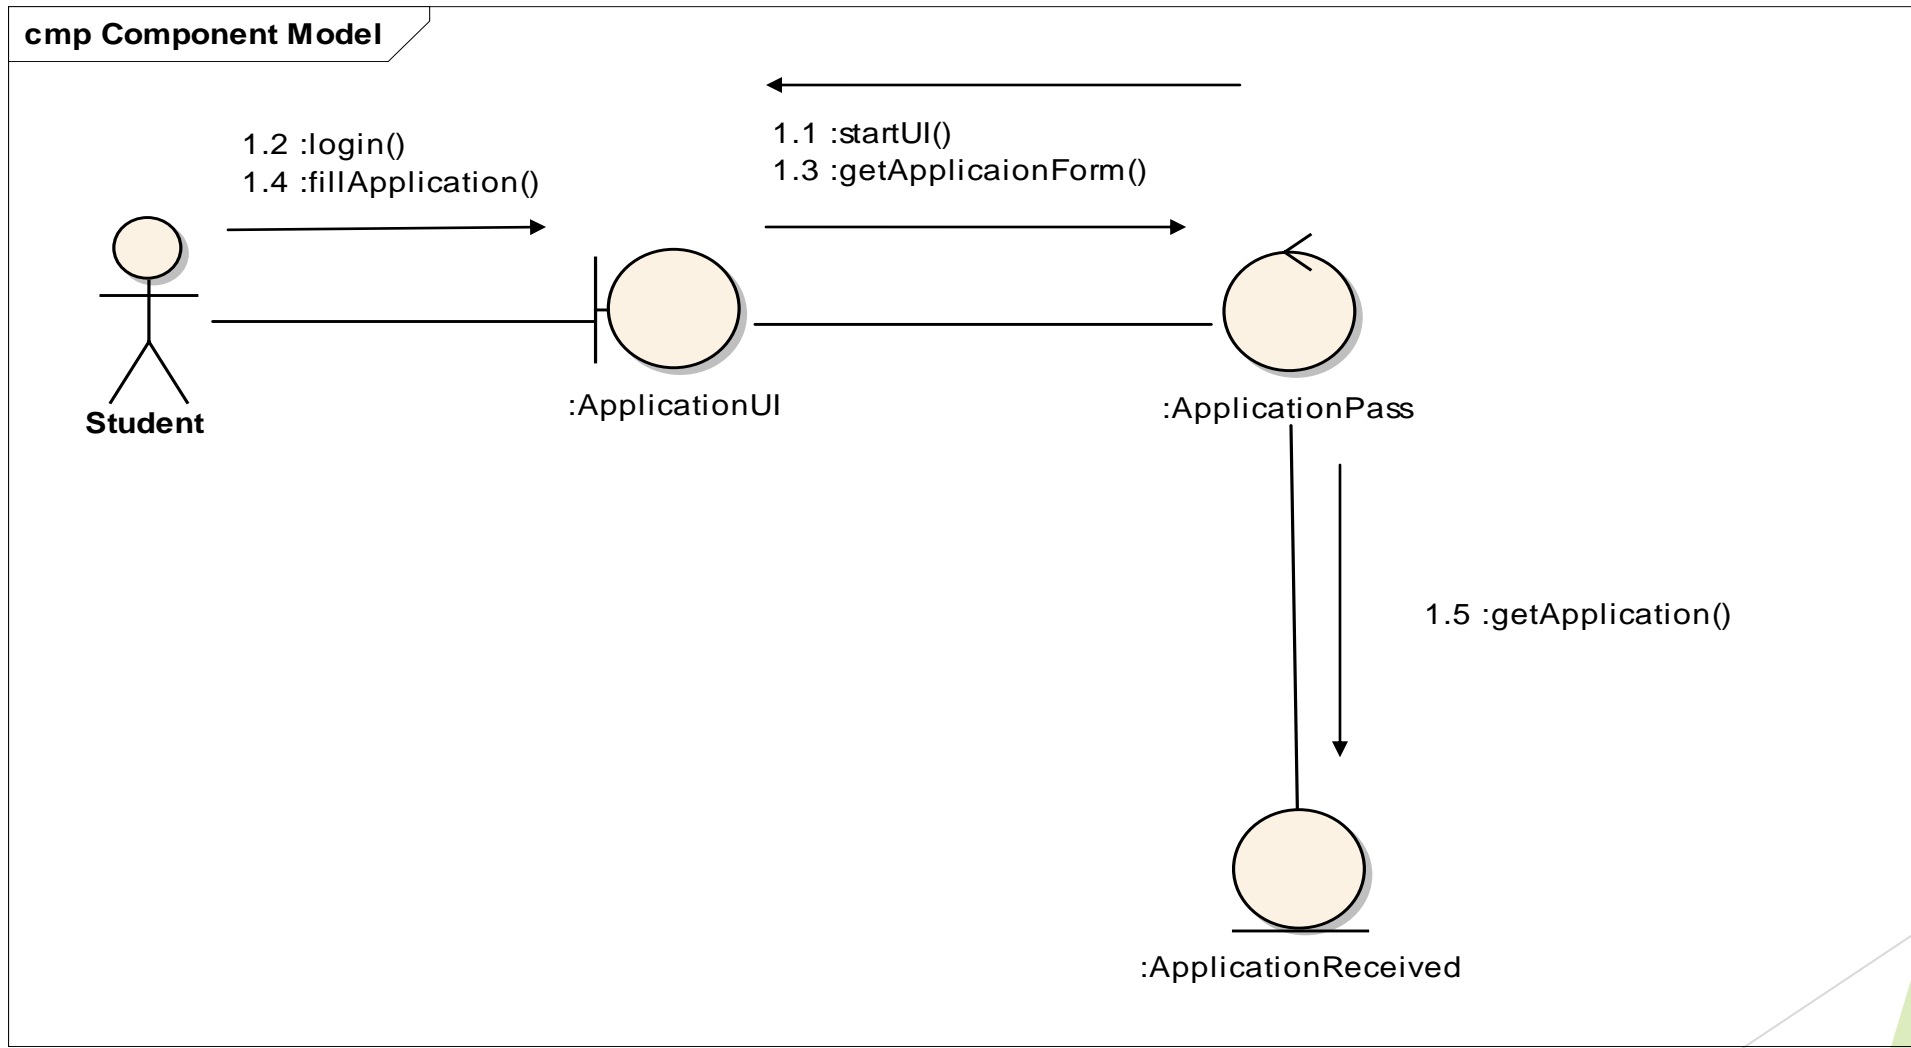 cmp Component Model
1.2 :login()
1.4 :fillApplication()
1.1 :startUI()
1.3 :getApplicaionForm()
Student
:ApplicationUI
:ApplicationPass
1.5 :getApplication()
:ApplicationReceived